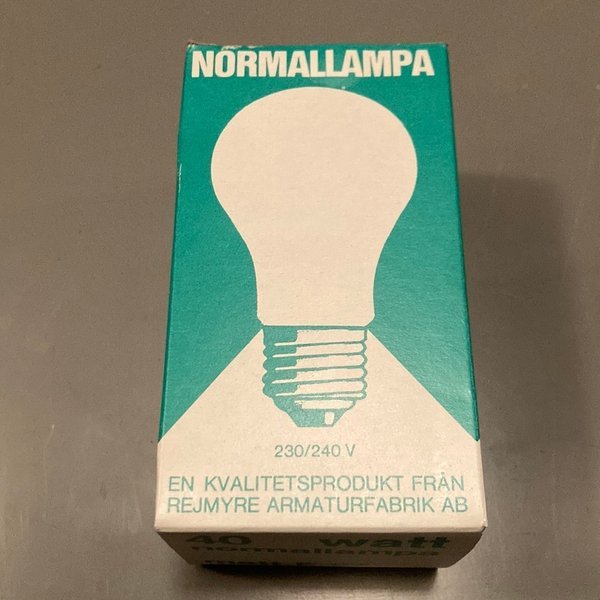 NORMALLAMPA
230/240 V
EN KVALITETSPRODUKT FRÅN
REJMYRE ARMATURFABRIK AB
40 watt
normallampa